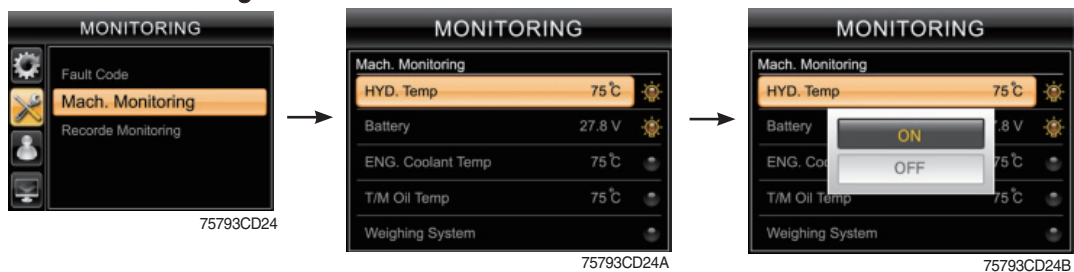 MONITORING
Fault Code
Mach. Monitoring
Recorde Monitoring
75793CD24
MONITORING
Mach. Monitoring
HYD. Temp 75℃
Battery 27.8 V
ENG. Coolant Temp 75℃
T/M Oil Temp 75℃
Weighing System
75793CD24A
MONITORING
Mach. Monitoring
HYD. Temp 75℃
Battery 7.8 V
ON
ENG. Coo 75℃
OFF
T/M Oil Temp 75℃
Weighing System
75793CD24B